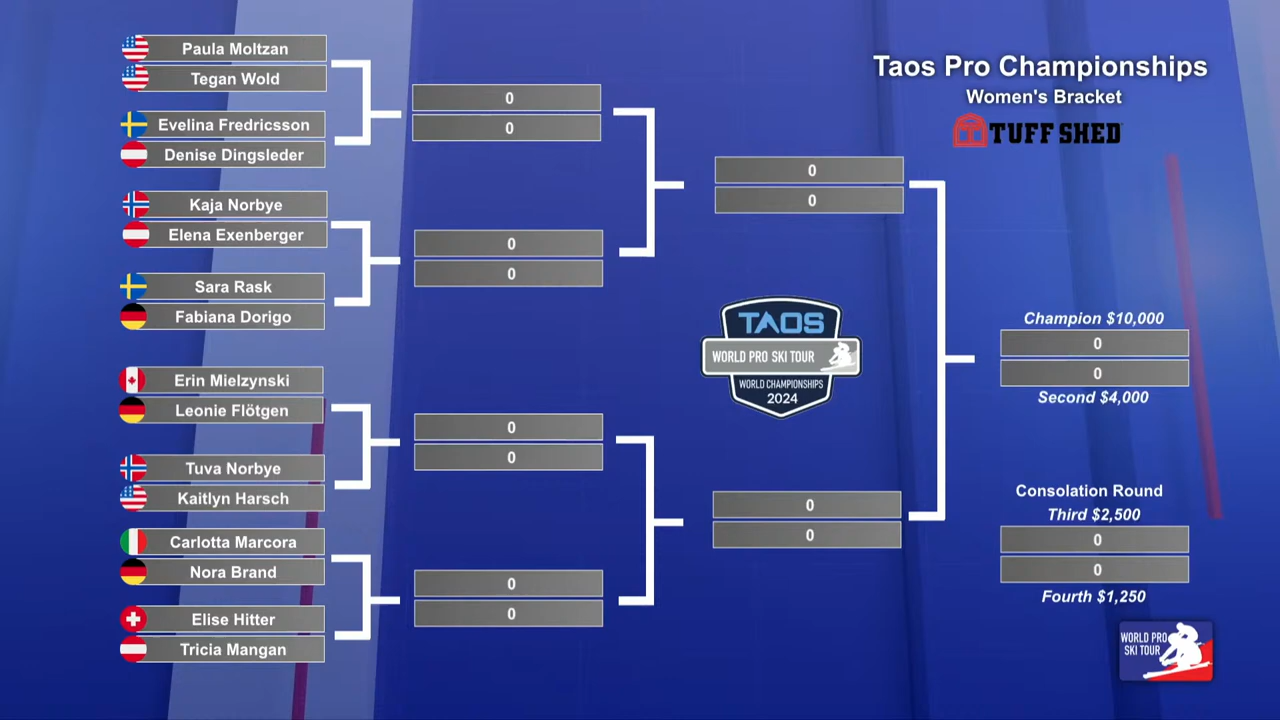 Taos Pro Championships
Women's Bracket
TUFF SHED
Paula Moltzan
Tegan Wold
Evelina Fredricsson
Denise Dingsleder
Kaja Norbye
Elena Exenberger
Sara Rask
Fabiana Dorigo
Erin Mielzynski
Leonie Flötgen
Tuva Norbye
Kaitlyn Harsch
Carlotta Marcora
Nora Brand
Elise Hitter
Tricia Mangan
0
0
0
0
0
0
0
0
0
0
0
0
TAOS
WORLD PRO SKI TOUR
WORLD CHAMPIONSHIPS
2024
Champion $10,000
0
0
Second $4,000
Consolation Round
Third $2,500
0
0
Fourth $1,250
WORLD PRO
SKI TOUR